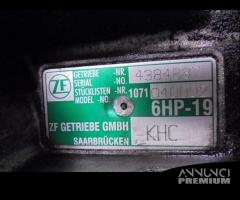 ZF
GETRIEBE -NR.
SERIAL -NO.
STÜCKLISTEN -NR. 1071
MODEL-NO.
6HP-19
ZF GETRIEBE GMBH
SAARBRÜCKEN
KHC
ANNUNCI
PREMIUM